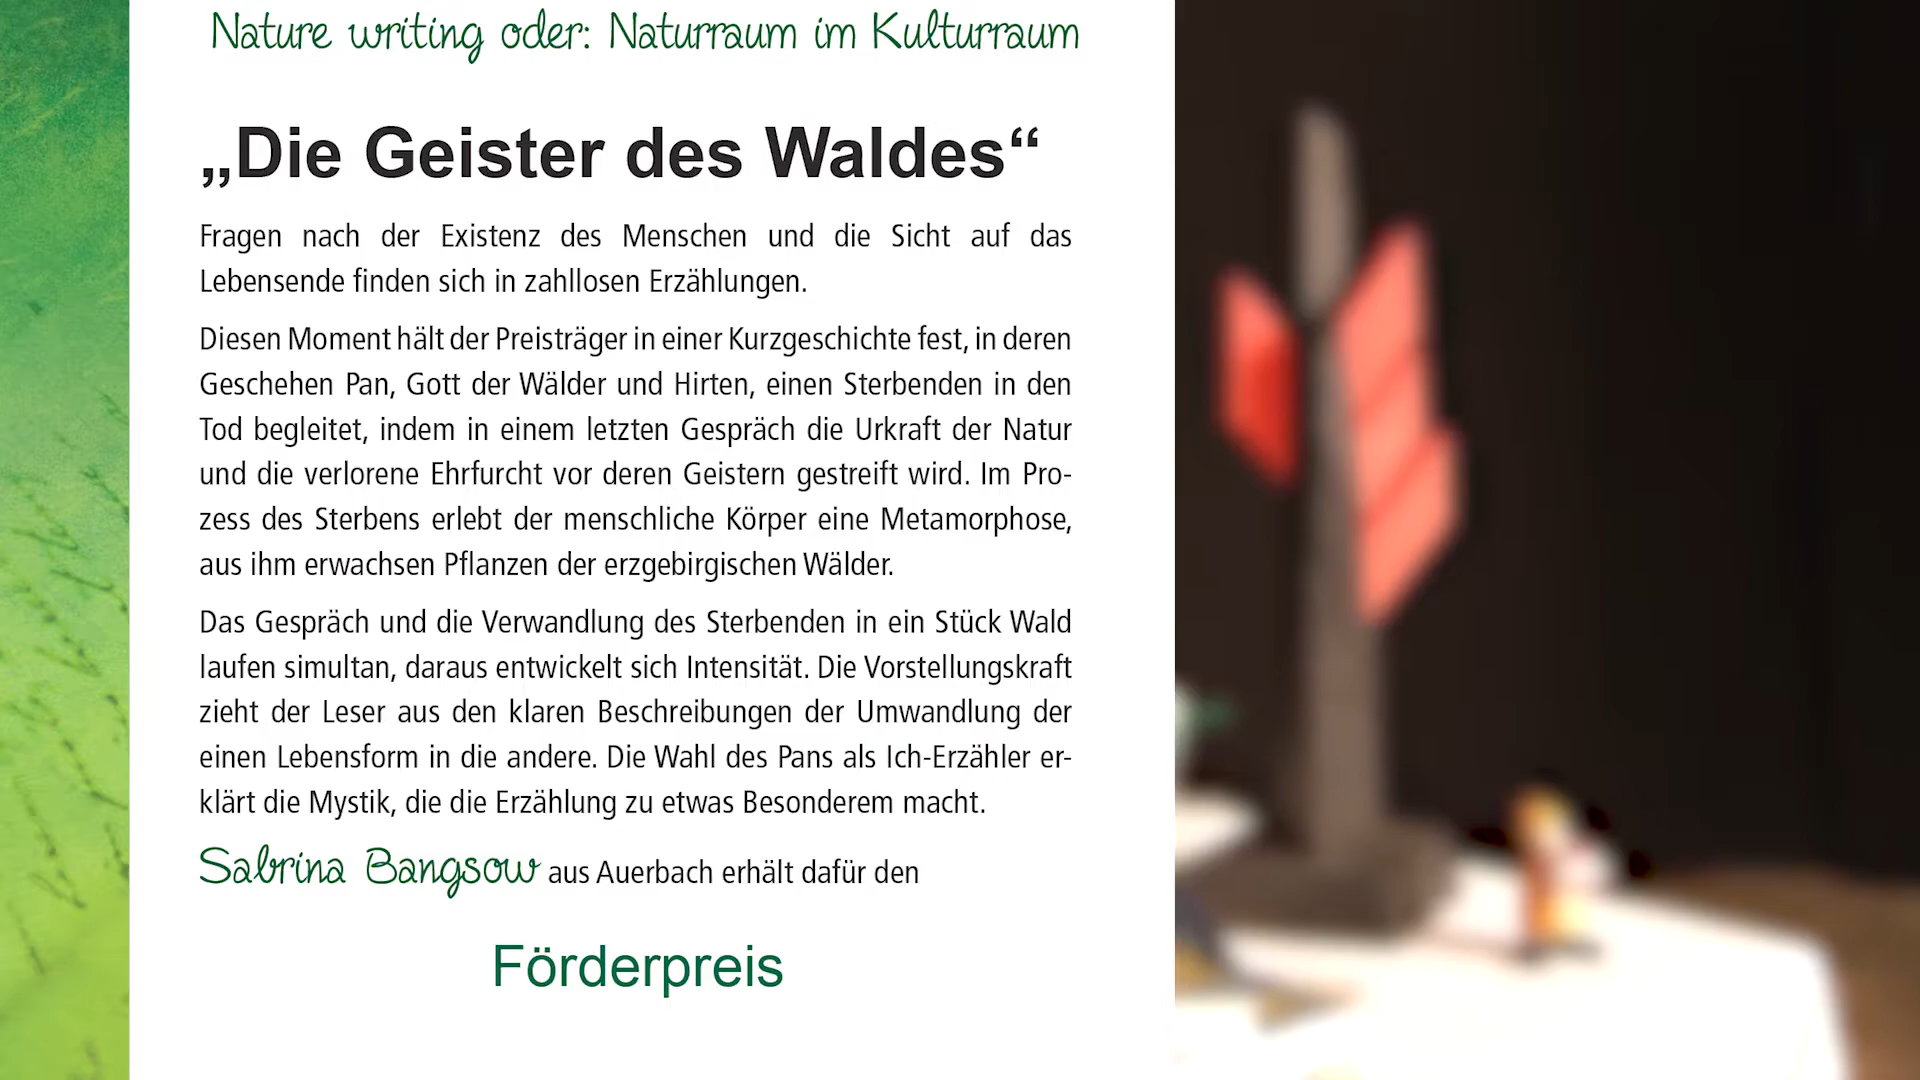 Nature writing oder: Naturraum im Kulturraum
„Die Geister des Waldes“
Fragen nach der Existenz des Menschen und die Sicht auf das
Lebensende finden sich in zahllosen Erzählungen.
Diesen Moment hält der Preisträger in einer Kurzgeschichte fest, in deren
Geschehen Pan, Gott der Wälder und Hirten, einen Sterbenden in den
Tod begleitet, indem in einem letzten Gespräch die Urkraft der Natur
und die verlorene Ehrfurcht vor deren Geistern gestreift wird. Im Pro-
zess des Sterbens erlebt der menschliche Körper eine Metamorphose,
aus ihm erwachsen Pflanzen der erzgebirgischen Wälder.
Das Gespräch und die Verwandlung des Sterbenden in ein Stück Wald
laufen simultan, daraus entwickelt sich Intensität. Die Vorstellungskraft
zieht der Leser aus den klaren Beschreibungen der Umwandlung der
einen Lebensform in die andere. Die Wahl des Pans als Ich-Erzähler er-
klärt die Mystik, die die Erzählung zu etwas Besonderem macht.
Sabrina Bangsow aus Auerbach erhält dafür den
Förderpreis